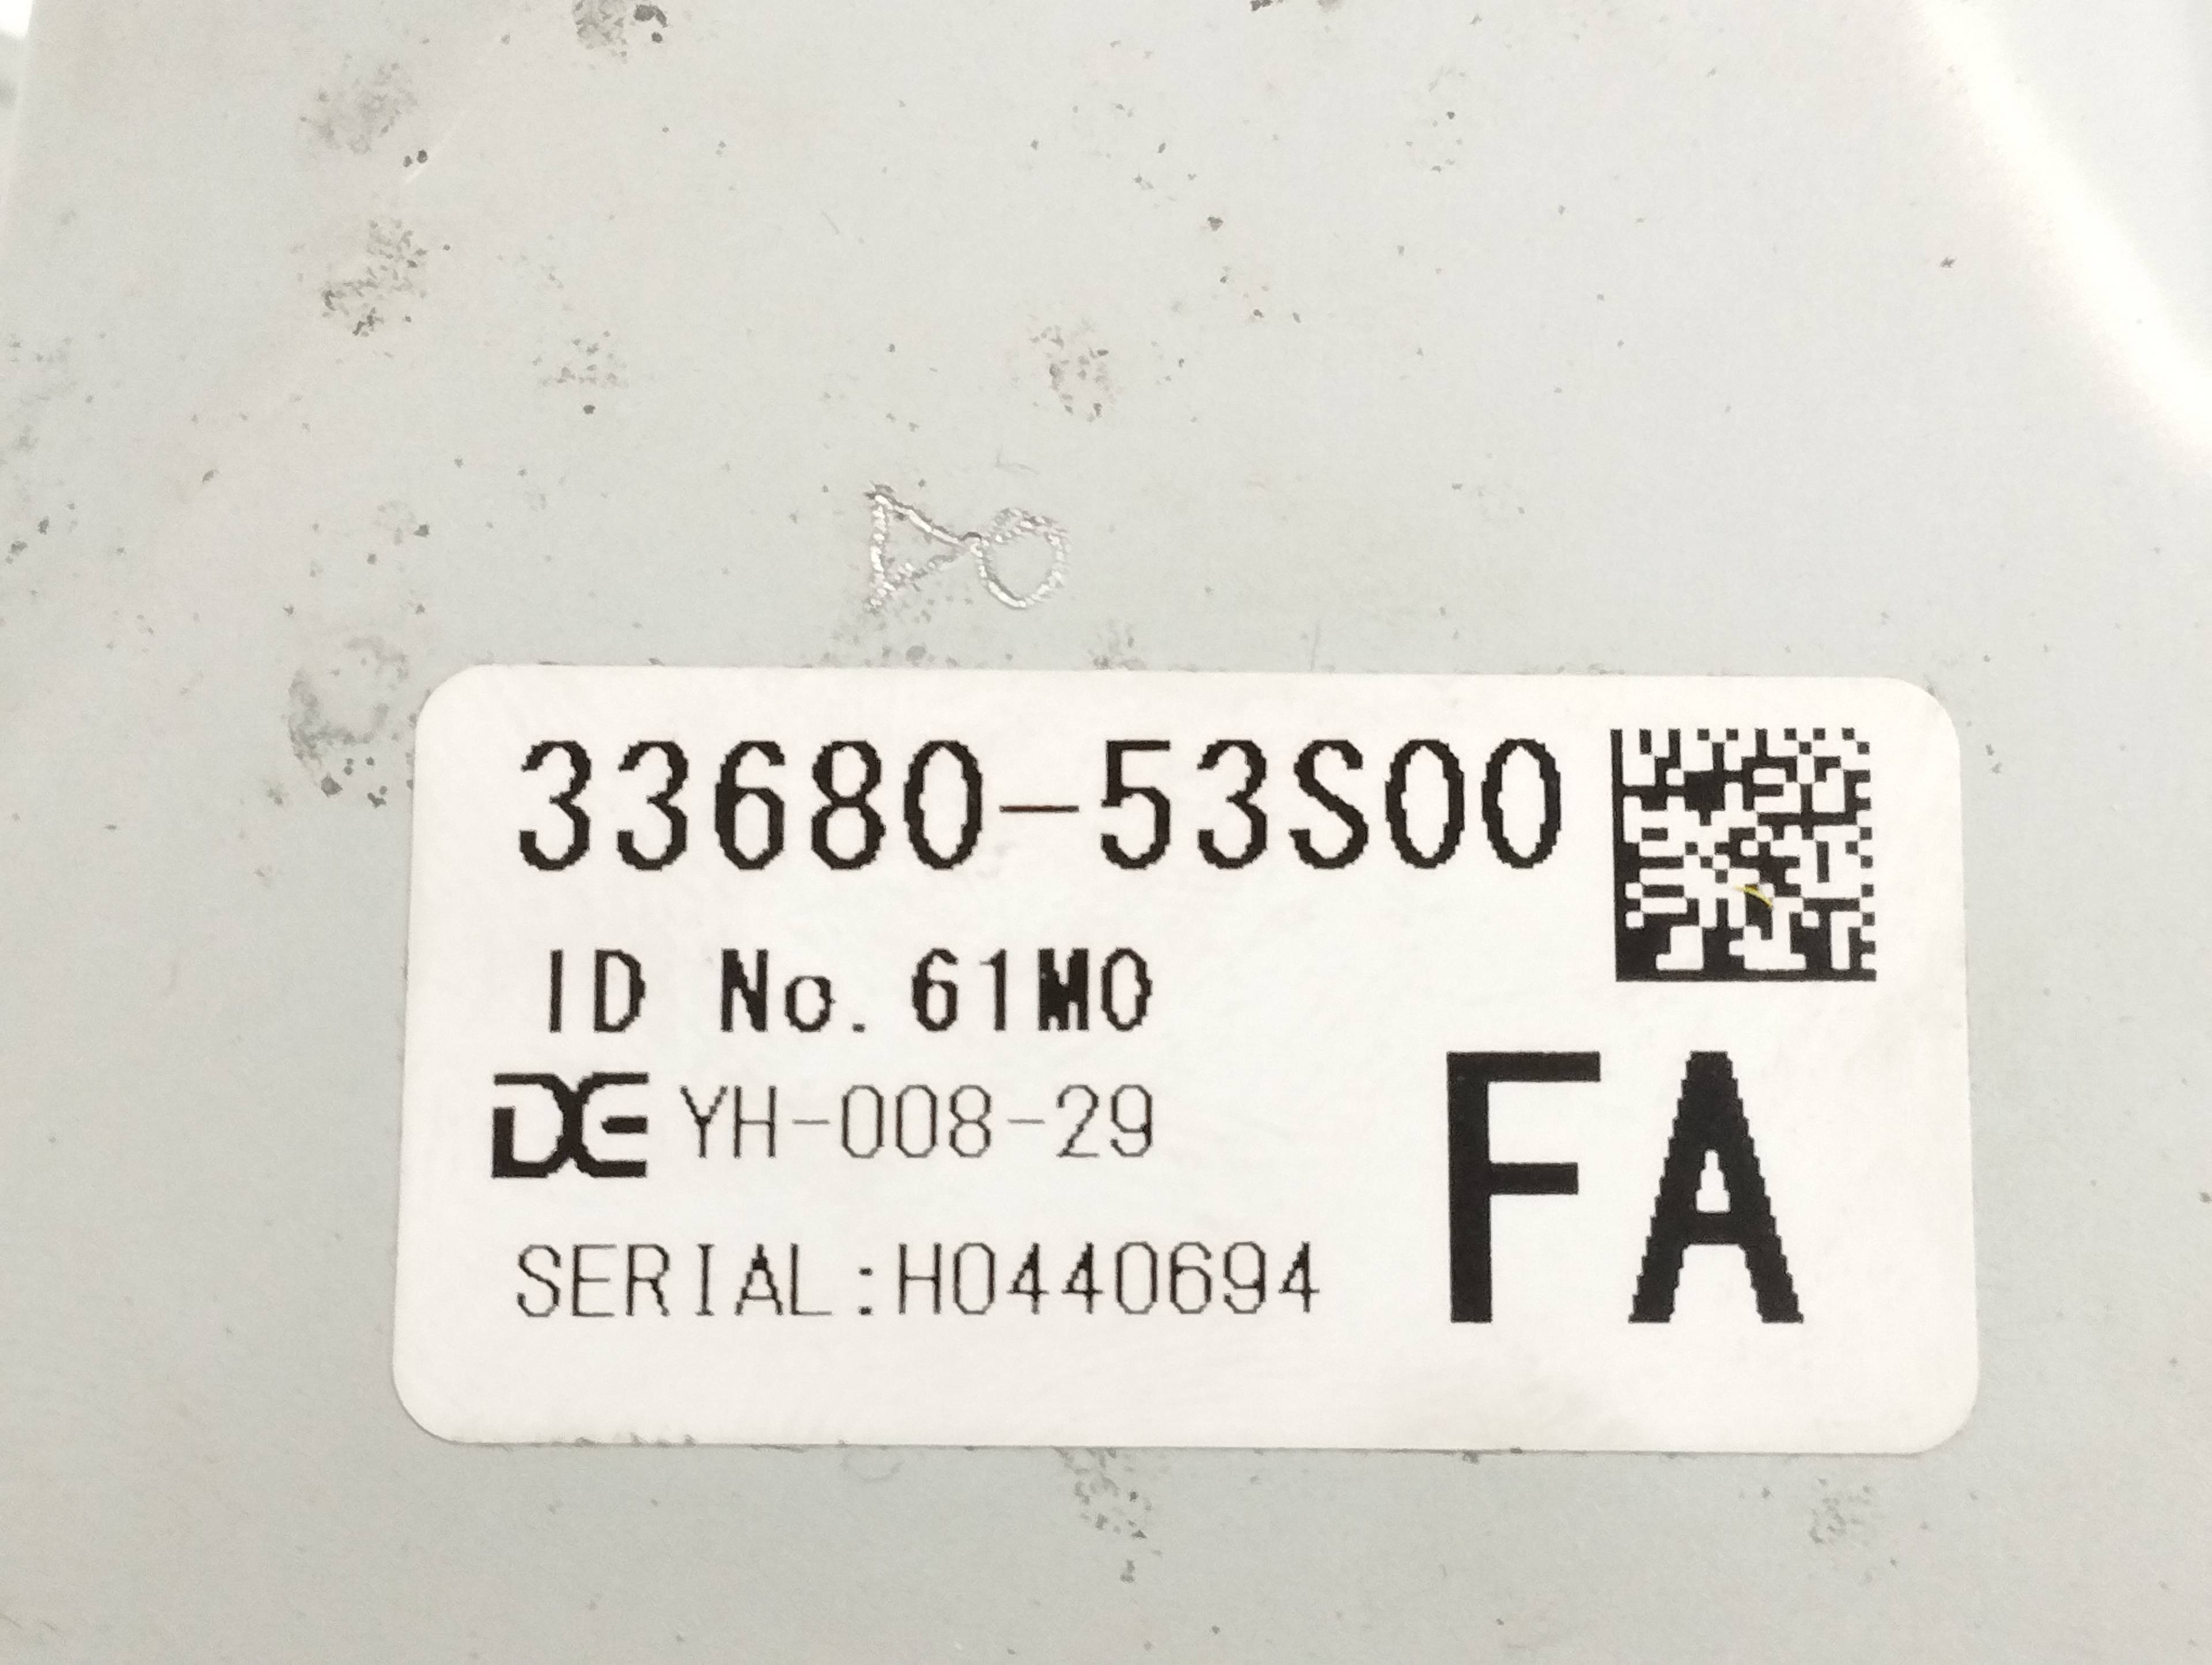 33680-53S00
ID No. 61M0
DE YH-008-29
SERIAL:H0440694
FA